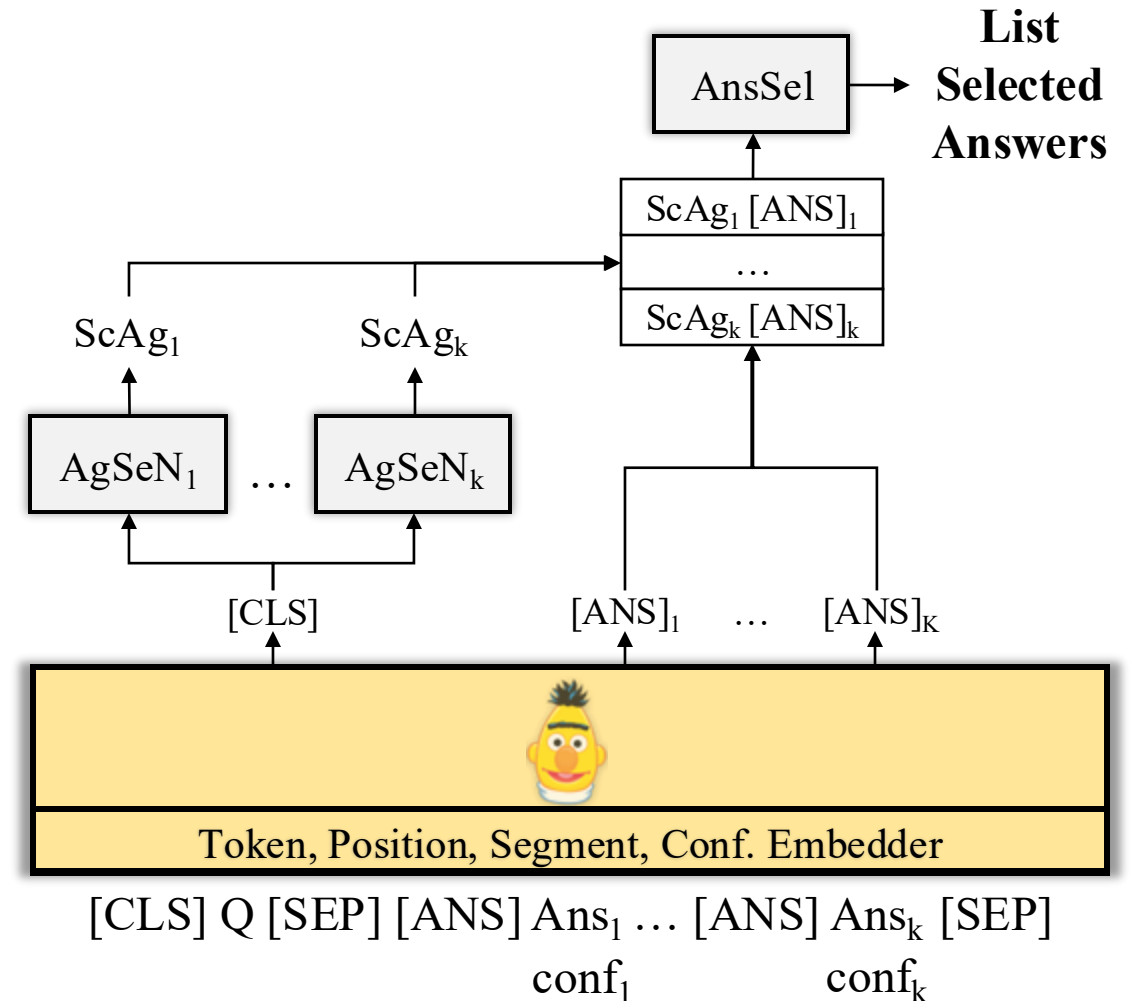 List
Selected
Answers
AnsSel
ScAg₁ [ANS]₁
…
ScAgₖ [ANS]ₖ
ScAg₁
ScAgₖ
AgSeN₁
…
AgSeNₖ
[CLS]
[ANS]₁ … [ANS]_K
Token, Position, Segment, Conf. Embedder
[CLS] Q [SEP] [ANS] Ans₁ … [ANS] Ansₖ [SEP]
conf₁ confₖ